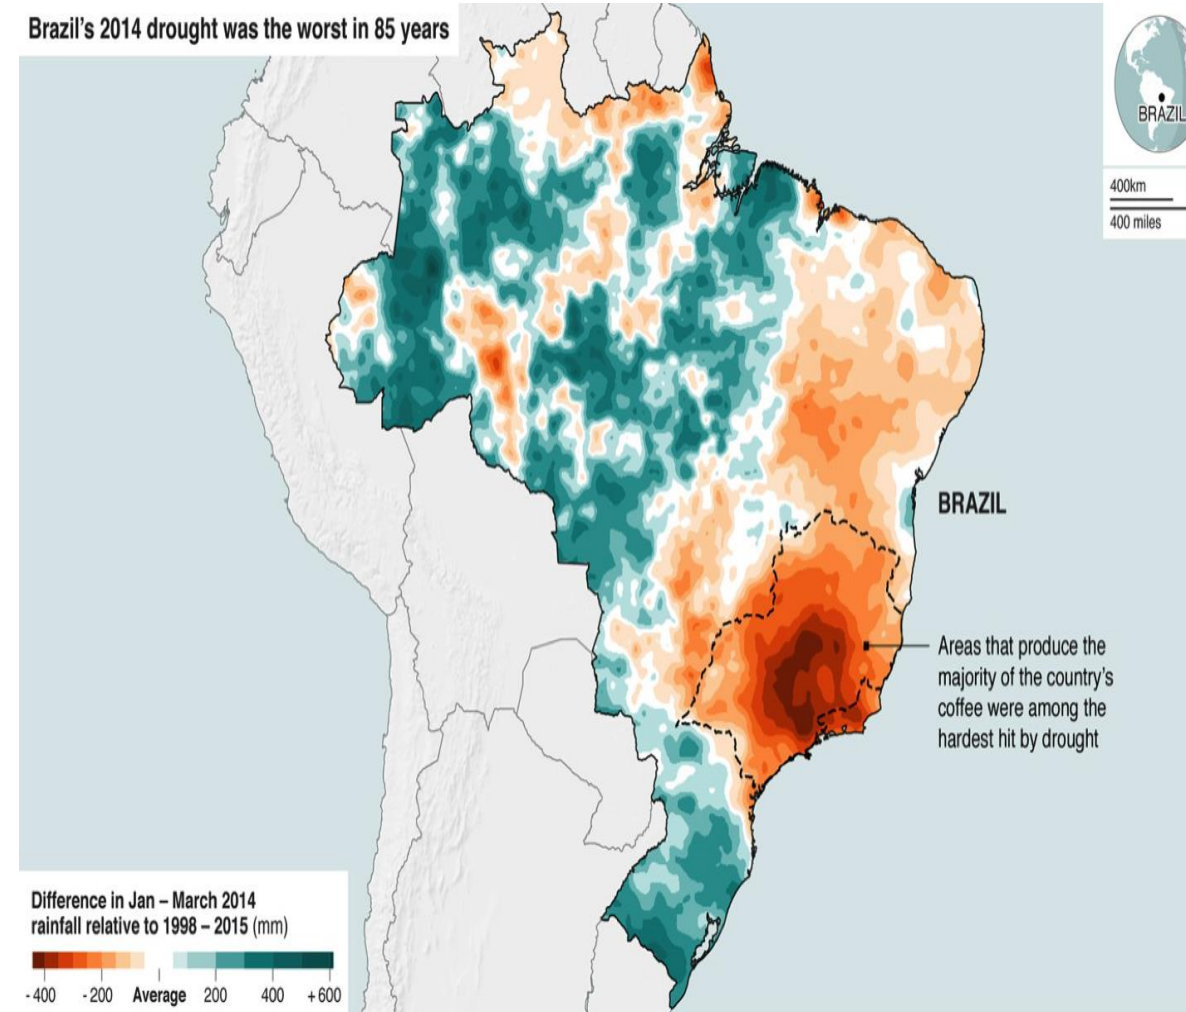 Brazil's 2014 drought was the worst in 85 years
BRAZIL
400km
400 miles
BRAZIL
Areas that produce the
majority of the country's
coffee were among the
hardest hit by drought
Difference in Jan – March 2014
rainfall relative to 1998 – 2015 (mm)
- 400 - 200 Average 200 400 + 600